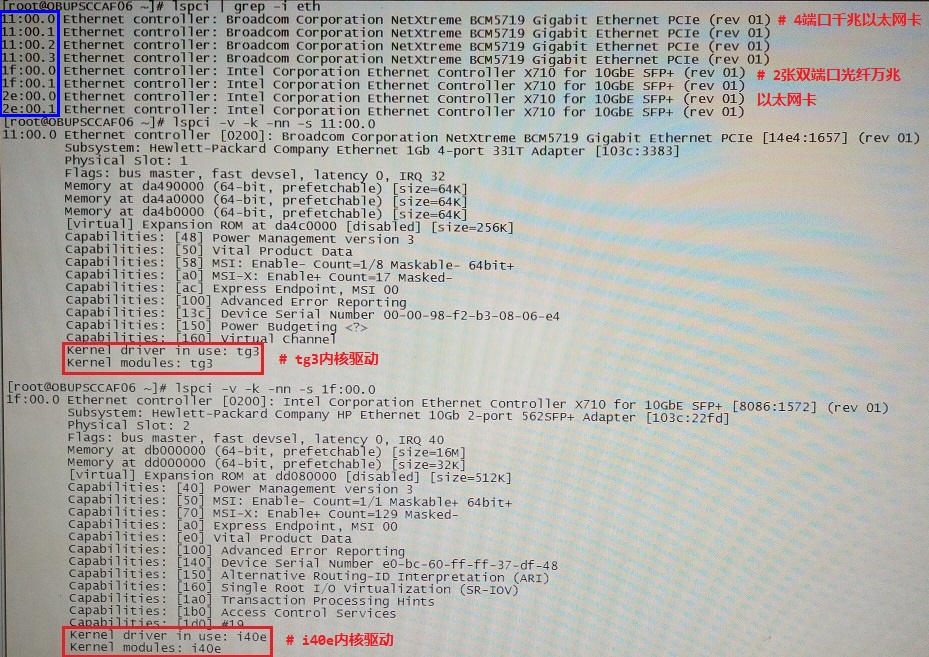 [root@OBUPSCCAF06 ~]# lspci | grep -i eth
11:00.0 Ethernet controller: Broadcom Corporation NetXtreme BCM5719 Gigabit Ethernet PCIe (rev 01) # 4端口千兆以太网卡
11:00.1 Ethernet controller: Broadcom Corporation NetXtreme BCM5719 Gigabit Ethernet PCIe (rev 01)
11:00.2 Ethernet controller: Broadcom Corporation NetXtreme BCM5719 Gigabit Ethernet PCIe (rev 01)
11:00.3 Ethernet controller: Broadcom Corporation NetXtreme BCM5719 Gigabit Ethernet PCIe (rev 01)
1f:00.0 Ethernet controller: Intel Corporation Ethernet Controller X710 for 10GbE SFP+ (rev 01) # 2张双端口光纤万兆
1f:00.1 Ethernet controller: Intel Corporation Ethernet Controller X710 for 10GbE SFP+ (rev 01)
2e:00.0 Ethernet controller: Intel Corporation Ethernet Controller X710 for 10GbE SFP+ (rev 01) 以太网卡
2e:00.1 Ethernet controller: Intel Corporation Ethernet Controller X710 for 10GbE SFP+ (rev 01)
[root@OBUPSCCAF06 ~]# lspci -v -k -nn -s 11:00.0
11:00.0 Ethernet controller [0200]: Broadcom Corporation NetXtreme BCM5719 Gigabit Ethernet PCIe [14e4:1657] (rev 01)
Subsystem: Hewlett-Packard Company Ethernet 1Gb 4-port 331T Adapter [103c:3383]
Physical Slot: 1
Flags: bus master, fast devsel, latency 0, IRQ 32
Memory at da490000 (64-bit, prefetchable) [size=64K]
Memory at da4a0000 (64-bit, prefetchable) [size=64K]
Memory at da4b0000 (64-bit, prefetchable) [size=64K]
[virtual] Expansion ROM at da4c0000 [disabled] [size=256K]
Capabilities: [48] Power Management version 3
Capabilities: [50] Vital Product Data
Capabilities: [58] MSI: Enable- Count=1/8 Maskable- 64bit+
Capabilities: [a0] MSI-X: Enable+ Count=17 Masked-
Capabilities: [ac] Express Endpoint, MSI 00
Capabilities: [100] Advanced Error Reporting
Capabilities: [13c] Device Serial Number 00-00-98-f2-b3-08-06-e4
Capabilities: [150] Power Budgeting <?>
Capabilities: [160] Virtual Channel
Kernel driver in use: tg3 # tg3内核驱动
Kernel modules: tg3
[root@OBUPSCCAF06 ~]# lspci -v -k -nn -s 1f:00.0
1f:00.0 Ethernet controller [0200]: Intel Corporation Ethernet Controller X710 for 10GbE SFP+ [8086:1572] (rev 01)
Subsystem: Hewlett-Packard Company HP Ethernet 10Gb 2-port 562SFP+ Adapter [103c:22fd]
Physical Slot: 2
Flags: bus master, fast devsel, latency 0, IRQ 40
Memory at db000000 (64-bit, prefetchable) [size=16M]
Memory at dd000000 (64-bit, prefetchable) [size=32K]
[virtual] Expansion ROM at dd080000 [disabled] [size=512K]
Capabilities: [40] Power Management version 3
Capabilities: [50] MSI: Enable- Count=1/1 Maskable+ 64bit+
Capabilities: [70] MSI-X: Enable+ Count=129 Masked-
Capabilities: [a0] Express Endpoint, MSI 00
Capabilities: [e0] Vital Product Data
Capabilities: [100] Advanced Error Reporting
Capabilities: [140] Device Serial Number e0-bc-60-ff-ff-37-df-48
Capabilities: [150] Alternative Routing-ID Interpretation (ARI)
Capabilities: [160] Single Root I/O Virtualization (SR-IOV)
Capabilities: [1a0] Transaction Processing Hints
Capabilities: [1b0] Access Control Services
Capabilities: [1d0] #19
Kernel driver in use: i40e # i40e内核驱动
Kernel modules: i40e